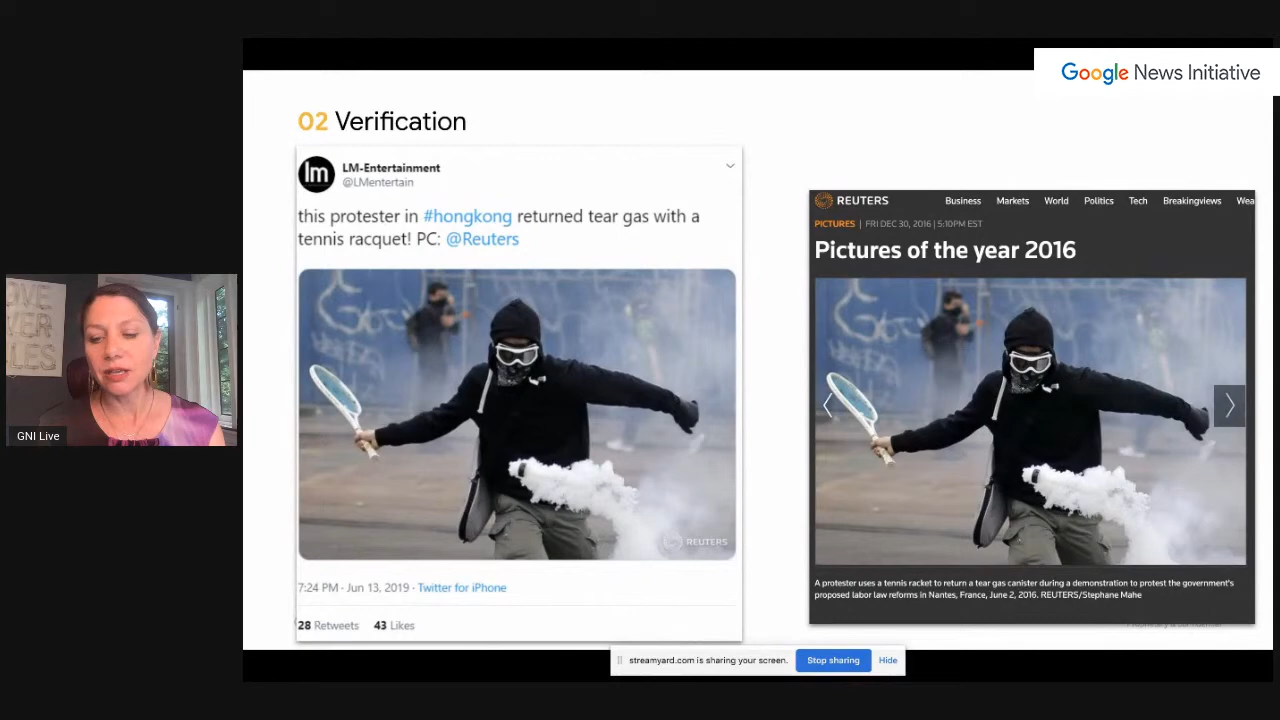 Google News Initiative
02 Verification
LM-Entertainment
@LMentertain
this protester in #hongkong returned tear gas with a
tennis racquet! PC: @Reuters
REUTERS
7:24 PM - Jun 13, 2019 · Twitter for iPhone
28 Retweets 43 Likes
REUTERS Business Markets World Politics Tech Breakingviews Wea
PICTURES | FRI DEC 30, 2016 | 5:10PM EST
Pictures of the year 2016
A protester uses a tennis racket to return a tear gas canister during a demonstration to protest the government's
proposed labor law reforms in Nantes, France, June 2, 2016. REUTERS/Stephane Mahe
GNI Live
streamyard.com is sharing your screen. Stop sharing Hide